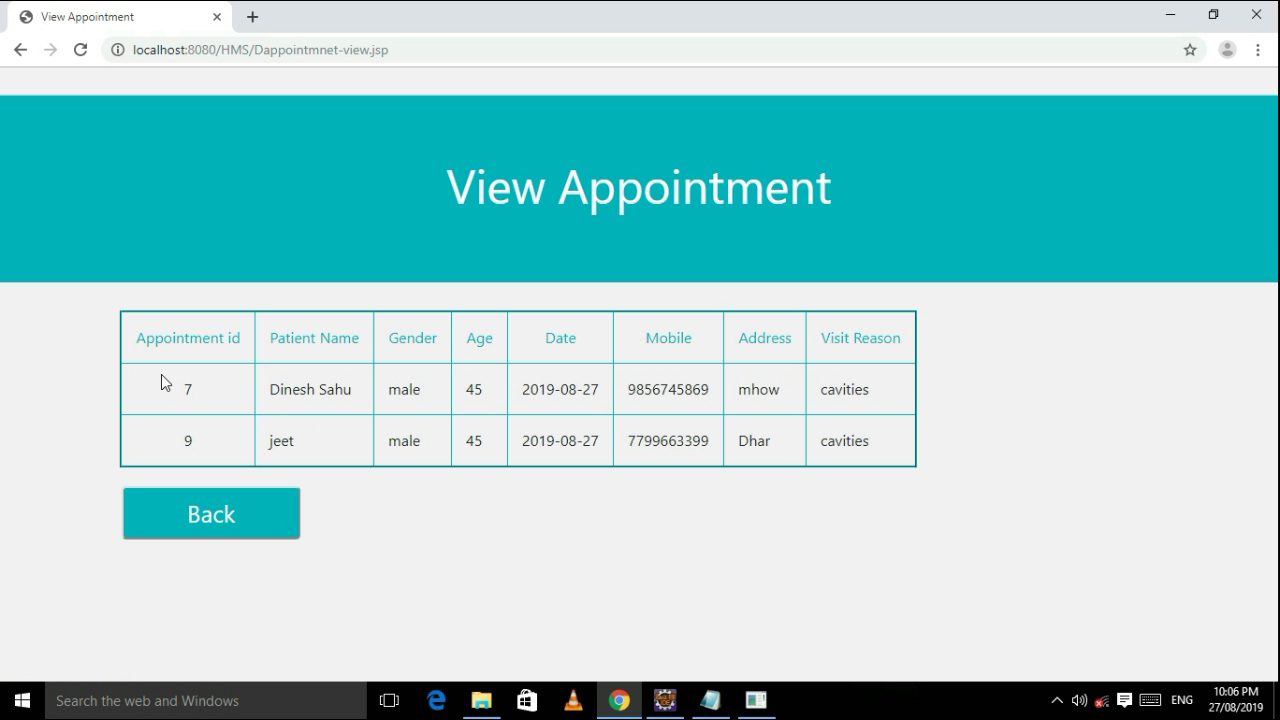 View Appointment
localhost:8080/HMS/Dappointmnet-view.jsp
View Appointment
Appointment id Patient Name Gender Age Date Mobile Address Visit Reason
7 Dinesh Sahu male 45 2019-08-27 9856745869 mhow cavities
9 jeet male 45 2019-08-27 7799663399 Dhar cavities
Back
Search the web and Windows
ENG
10:06 PM
27/08/2019